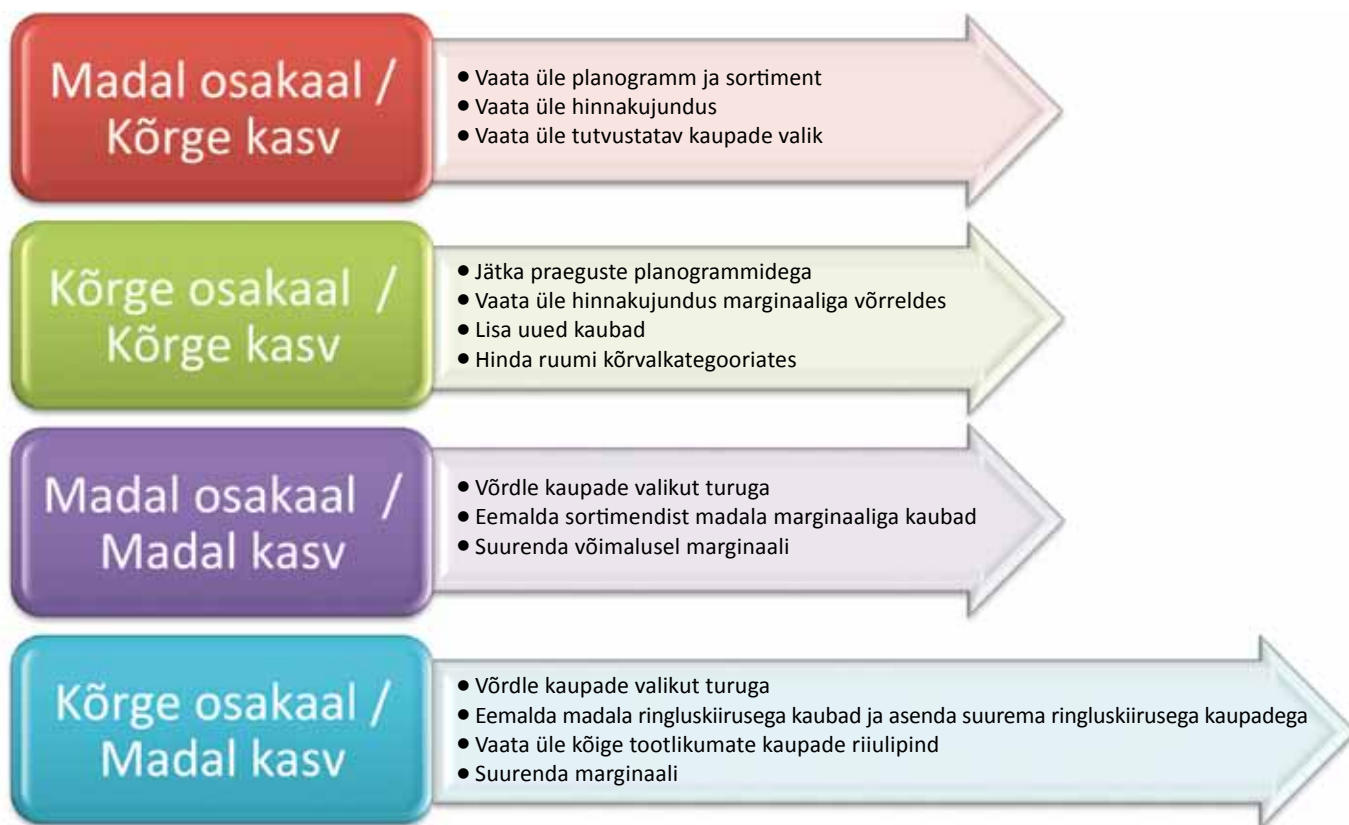 Madal osakaal /
Kõrge kasv
• Vaata üle planogramm ja sortiment
• Vaata üle hinnakujundus
• Vaata üle tutvustatav kaupade valik
Kõrge osakaal /
Kõrge kasv
• Jätka praeguste planogrammidega
• Vaata üle hinnakujundus marginaaliga võrreldes
• Lisa uued kaubad
• Hinda ruumi kõrvalkategooriates
Madal osakaal /
Madal kasv
• Võrdle kaupade valikut turuga
• Eemalda sortimendist madala marginaaliga kaubad
• Suurenda võimalusel marginaali
Kõrge osakaal /
Madal kasv
• Võrdle kaupade valikut turuga
• Eemalda madala ringluskiirusega kaubad ja asenda suurema ringluskiirusega kaupadega
• Vaata üle kõige tootlikumate kaupade riiulipind
• Suurenda marginaali